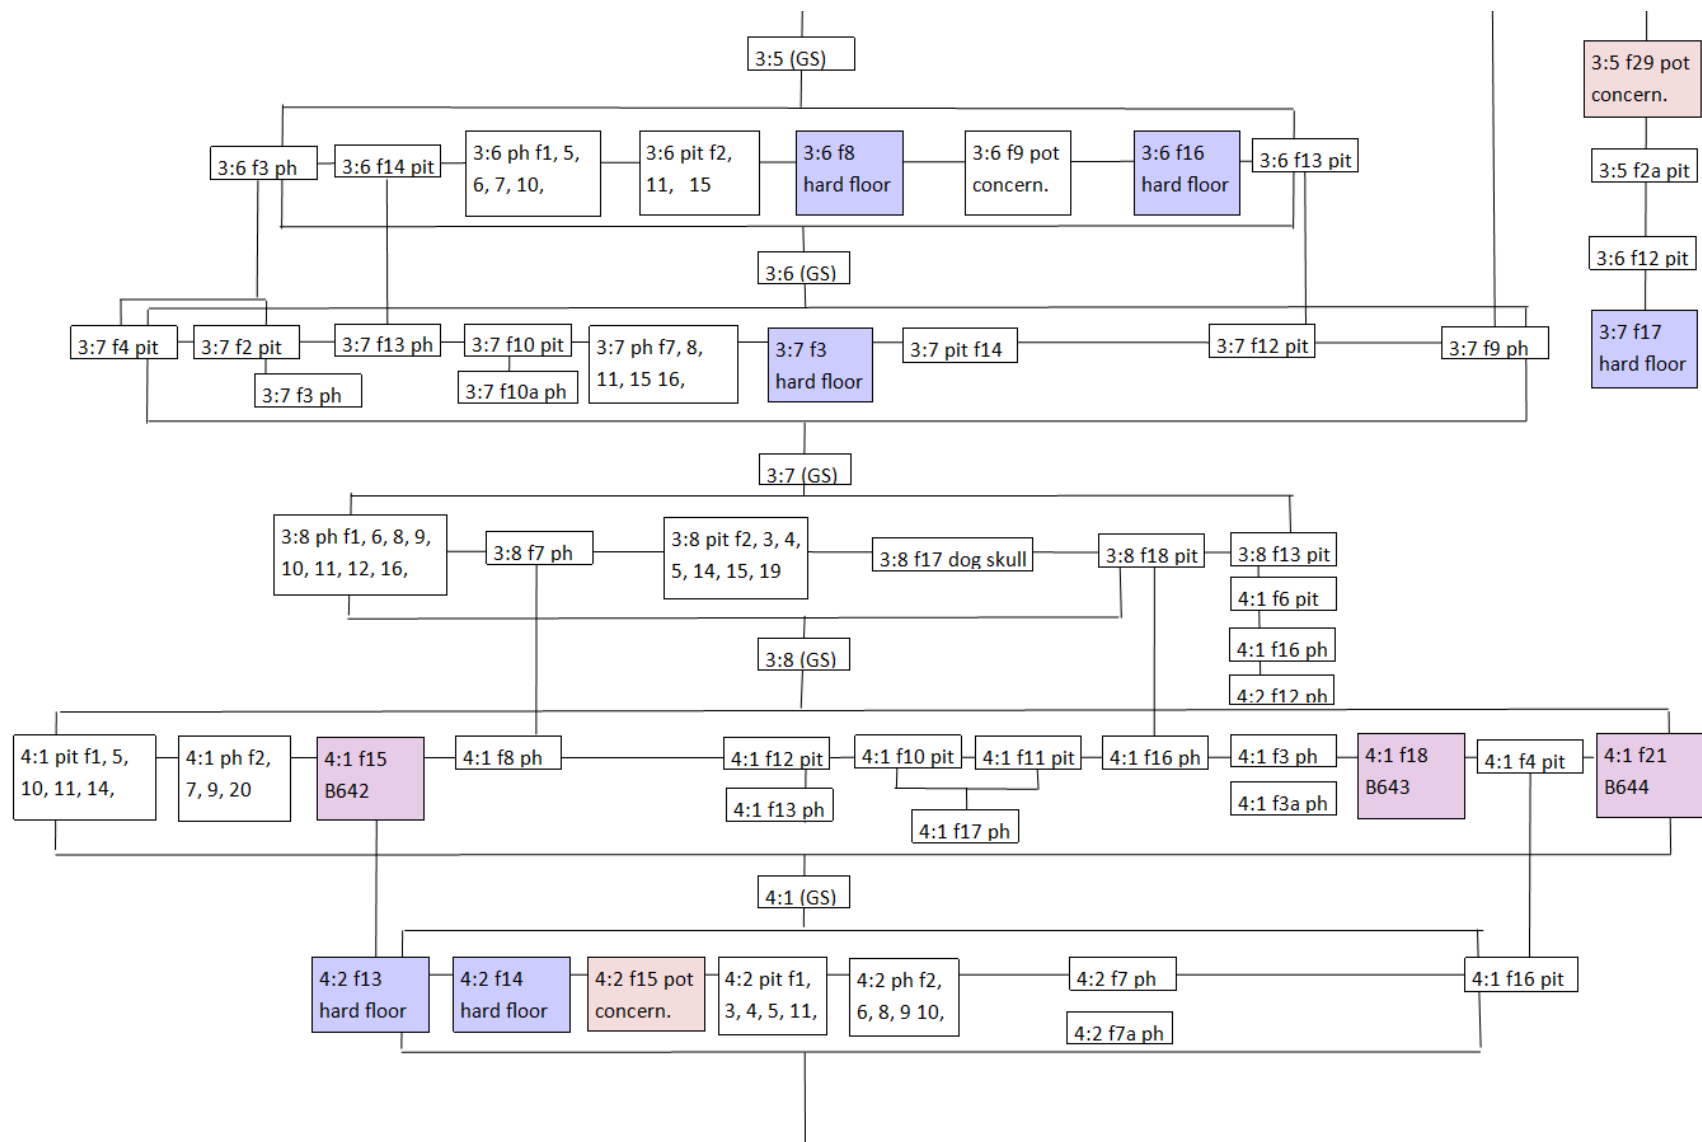 3:5 (GS)
3:5 f29 pot
concern.
3:6 f3 ph
3:6 f14 pit
3:6 ph f1, 5,
6, 7, 10,
3:6 pit f2,
11, 15
3:6 f8
hard floor
3:6 f9 pot
concern.
3:6 f16
hard floor
3:6 f13 pit
3:5 f2a pit
3:6 (GS)
3:6 f12 pit
3:7 f4 pit
3:7 f2 pit
3:7 f13 ph
3:7 f10 pit
3:7 ph f7, 8,
11, 15 16,
3:7 f3
hard floor
3:7 pit f14
3:7 f12 pit
3:7 f9 ph
3:7 f17
hard floor
3:7 f3 ph
3:7 f10a ph
3:7 (GS)
3:8 ph f1, 6, 8, 9,
10, 11, 12, 16,
3:8 f7 ph
3:8 pit f2, 3, 4,
5, 14, 15, 19
3:8 f17 dog skull
3:8 f18 pit
3:8 f13 pit
4:1 f6 pit
4:1 f16 ph
4:2 f12 ph
3:8 (GS)
4:1 pit f1, 5,
10, 11, 14,
4:1 ph f2,
7, 9, 20
4:1 f15
B642
4:1 f8 ph
4:1 f12 pit
4:1 f10 pit
4:1 f11 pit
4:1 f16 ph
4:1 f3 ph
4:1 f18
B643
4:1 f4 pit
4:1 f21
B644
4:1 f13 ph
4:1 f17 ph
4:1 f3a ph
4:1 (GS)
4:2 f13
hard floor
4:2 f14
hard floor
4:2 f15 pot
concern.
4:2 pit f1,
3, 4, 5, 11,
4:2 ph f2,
6, 8, 9 10,
4:2 f7 ph
4:1 f16 pit
4:2 f7a ph